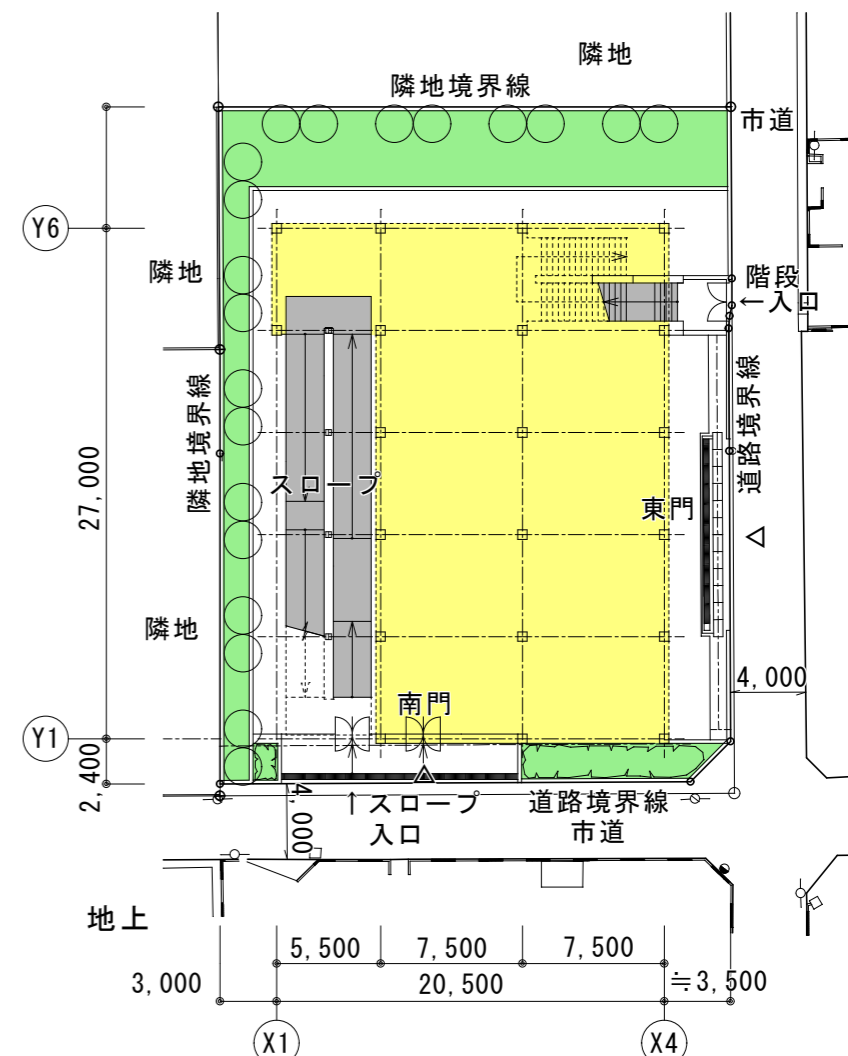 隣地
隣地境界線
市道
Y6
隣地
階段
←入口
隣地境界線
道路境界線
27,000
スロープ
東門
隣地
4,000
南門
Y1
2,400
4,000
↑スロープ
入口
道路境界線
市道
地上
5,500
7,500
7,500
3,000
20,500
≒3,500
X1
X4